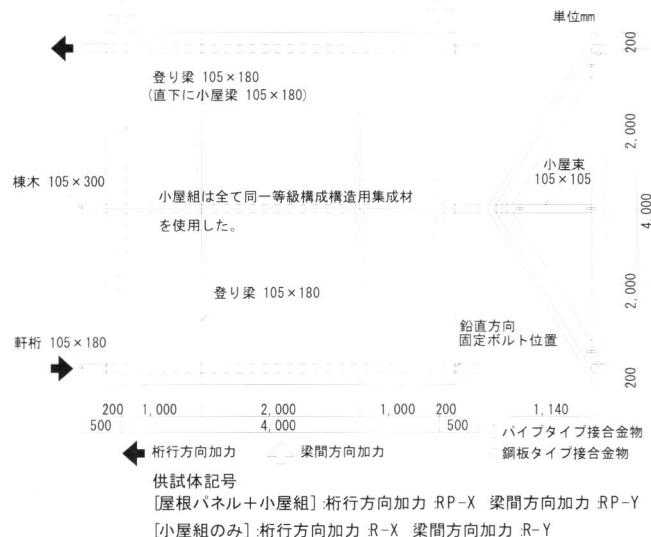 単位mm
200
登り梁 105×180
(直下に小屋梁 105×180)
2,000
小屋束
105×105
棟木 105×300
小屋組は全て同一等級構成構造用集成材
を使用した。
4,000
登り梁 105×180
2,000
鉛直方向
固定ボルト位置
軒桁 105×180
200
200 1,000 2,000 1,000 200 1,140
500 4,000 500
パイプタイプ接合金物
桁行方向加力 梁間方向加力
鋼板タイプ接合金物
供試体記号
[屋根パネル+小屋組]:桁行方向加力:RP-X 梁間方向加力:RP-Y
[小屋組のみ]:桁行方向加力:R-X 梁間方向加力:R-Y